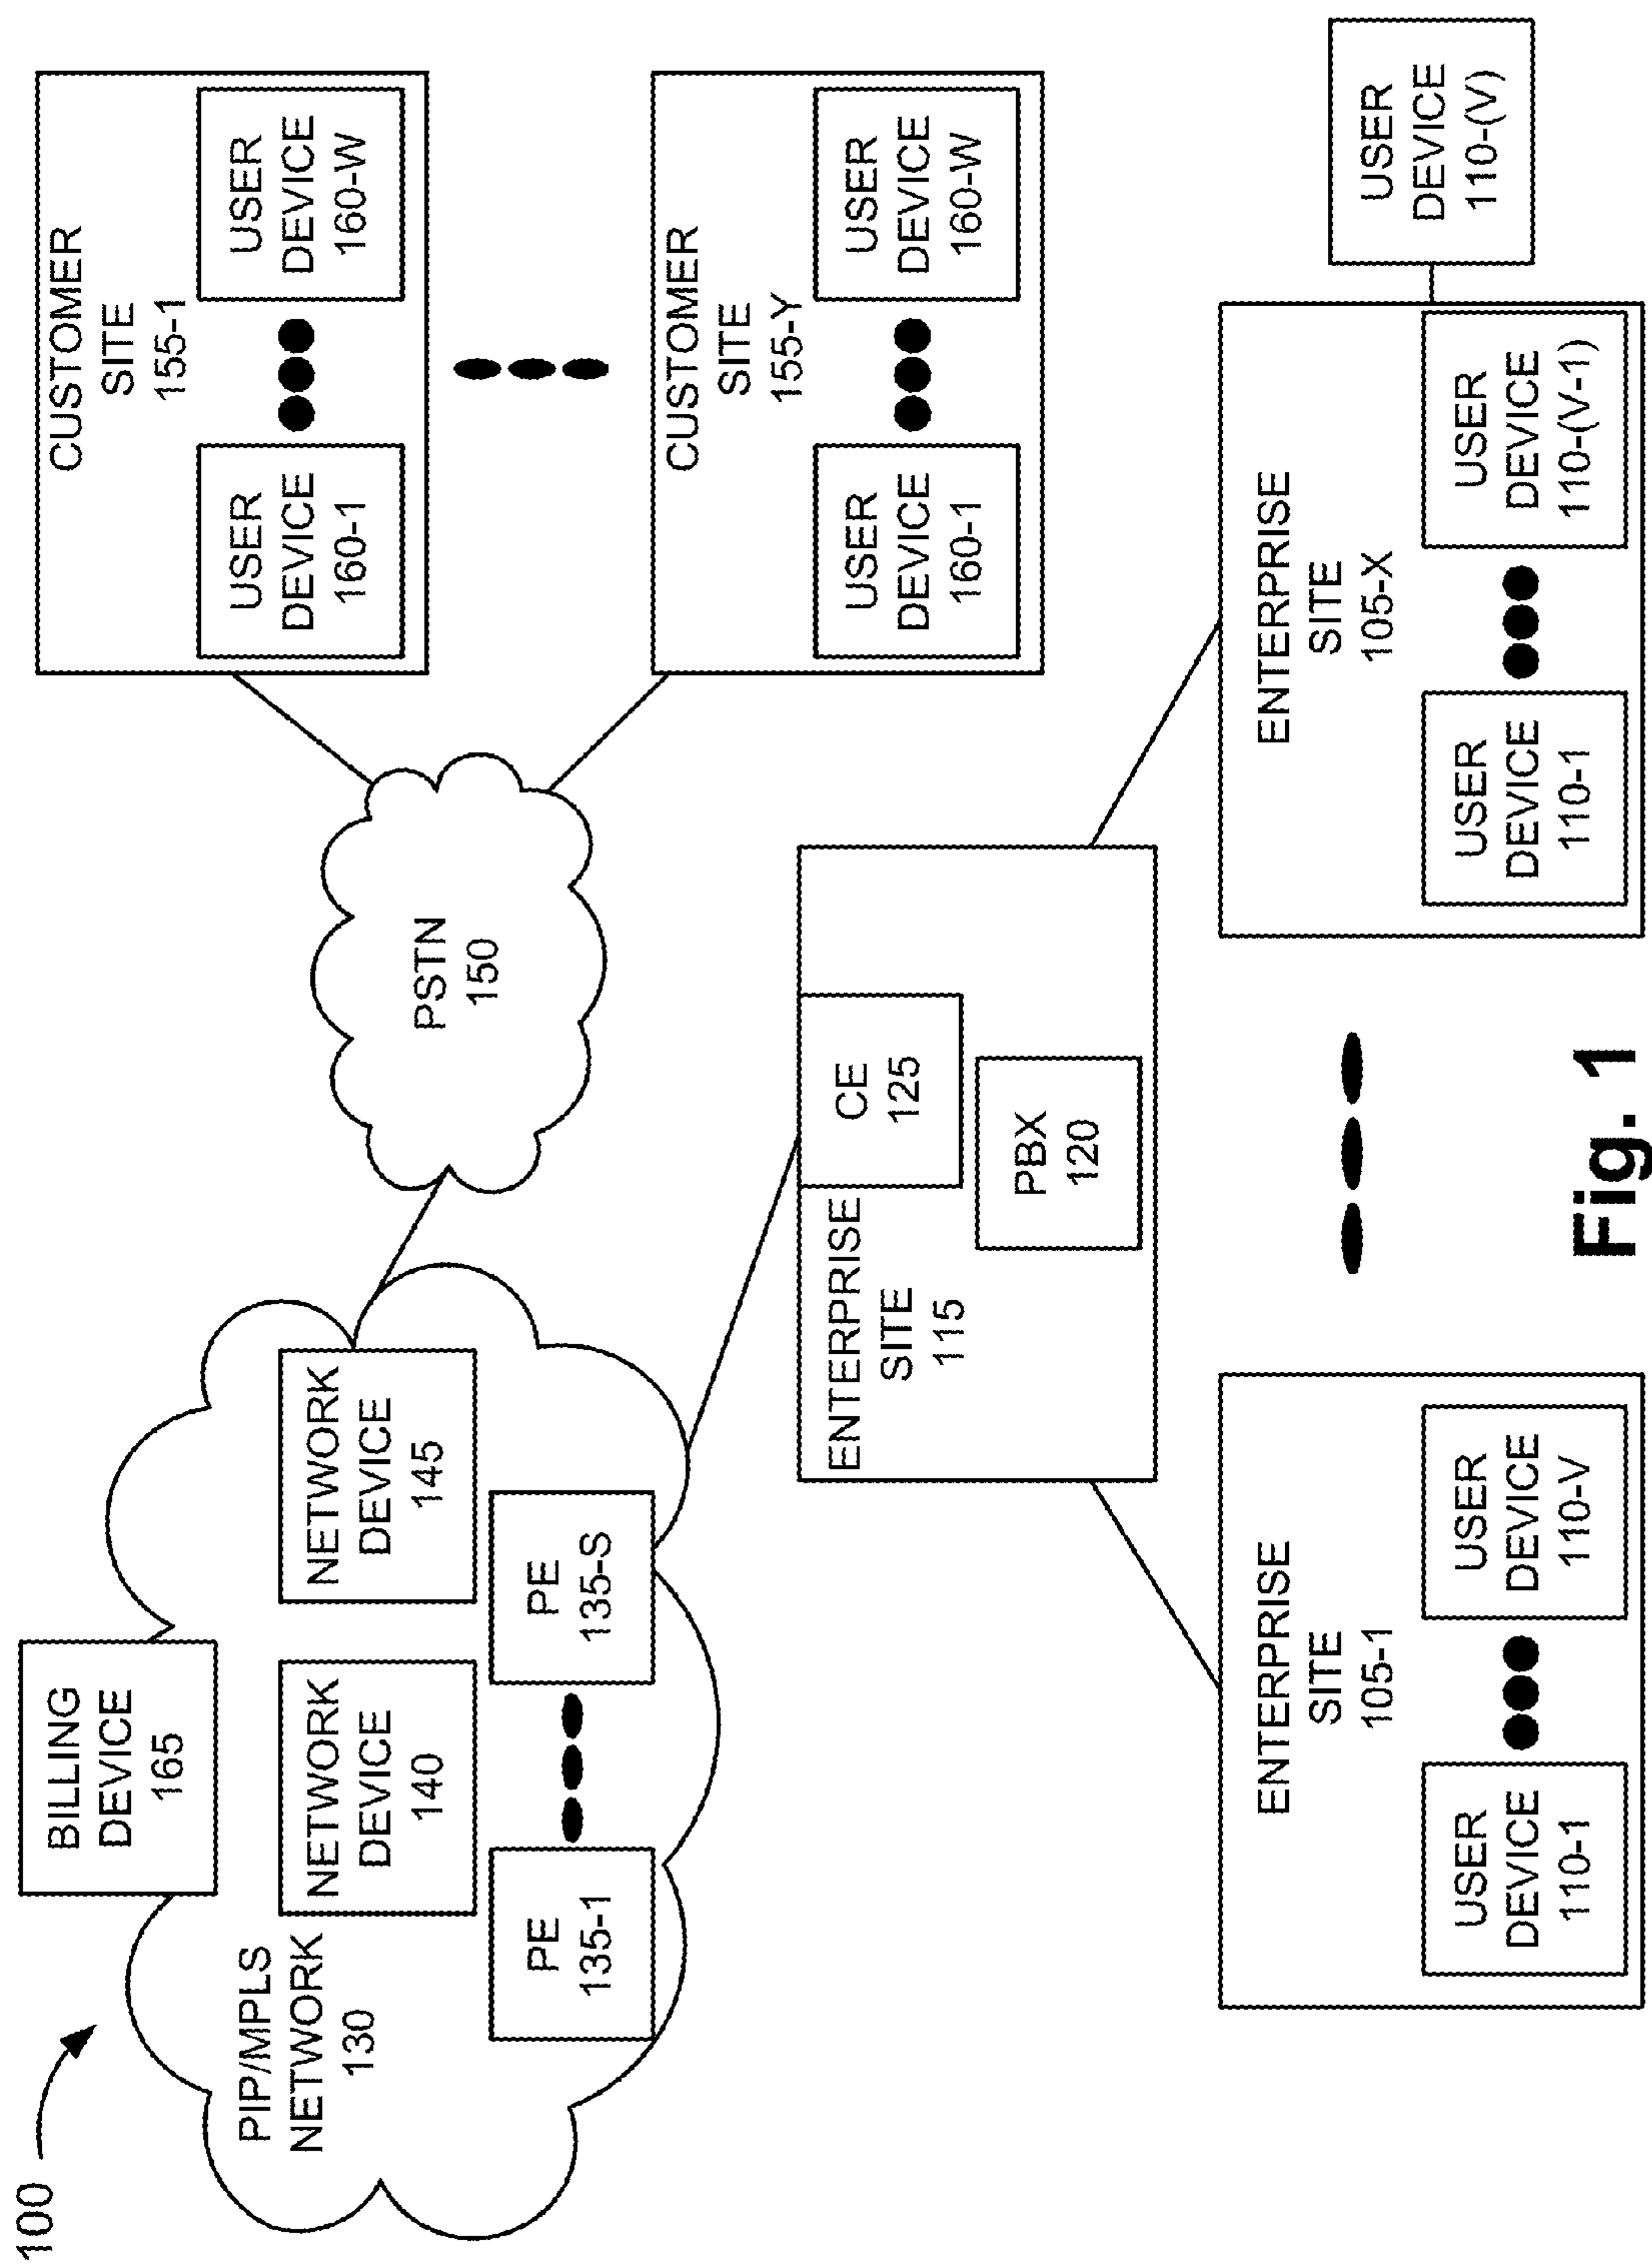 100
PIP/MPLS
NETWORK
130
BILLING
DEVICE
165
NETWORK
DEVICE
140
NETWORK
DEVICE
145
PE
135-1
PE
135-S
PSTN
150
CUSTOMER
SITE
155-1
USER
DEVICE
160-1
USER
DEVICE
160-W
CUSTOMER
SITE
155-Y
USER
DEVICE
160-1
USER
DEVICE
160-W
ENTERPRISE
SITE
115
CE
125
PBX
120
ENTERPRISE
SITE
105-1
USER
DEVICE
110-1
USER
DEVICE
110-V
ENTERPRISE
SITE
105-X
USER
DEVICE
110-1
USER
DEVICE
110-(V-1)
USER
DEVICE
110-(V)
Fig. 1